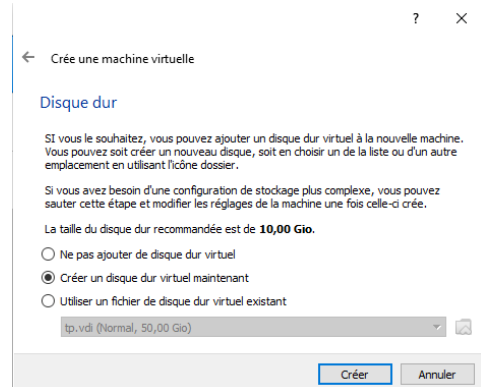 ?
Crée une machine virtuelle
Disque dur
SI vous le souhaitez, vous pouvez ajouter un disque dur virtuel à la nouvelle machine.
Vous pouvez soit créer un nouveau disque, soit en choisir un de la liste ou d'un autre
emplacement en utilisant l'icône dossier.
Si vous avez besoin d'une configuration de stockage plus complexe, vous pouvez
sauter cette étape et modifier les réglages de la machine une fois celle-ci crée.
La taille du disque dur recommandée est de 10,00 Gio.
Ne pas ajouter de disque dur virtuel
Créer un disque dur virtuel maintenant
Utiliser un fichier de disque dur virtuel existant
tp.vdi (Normal, 50,00 Gio)
Créer Annuler